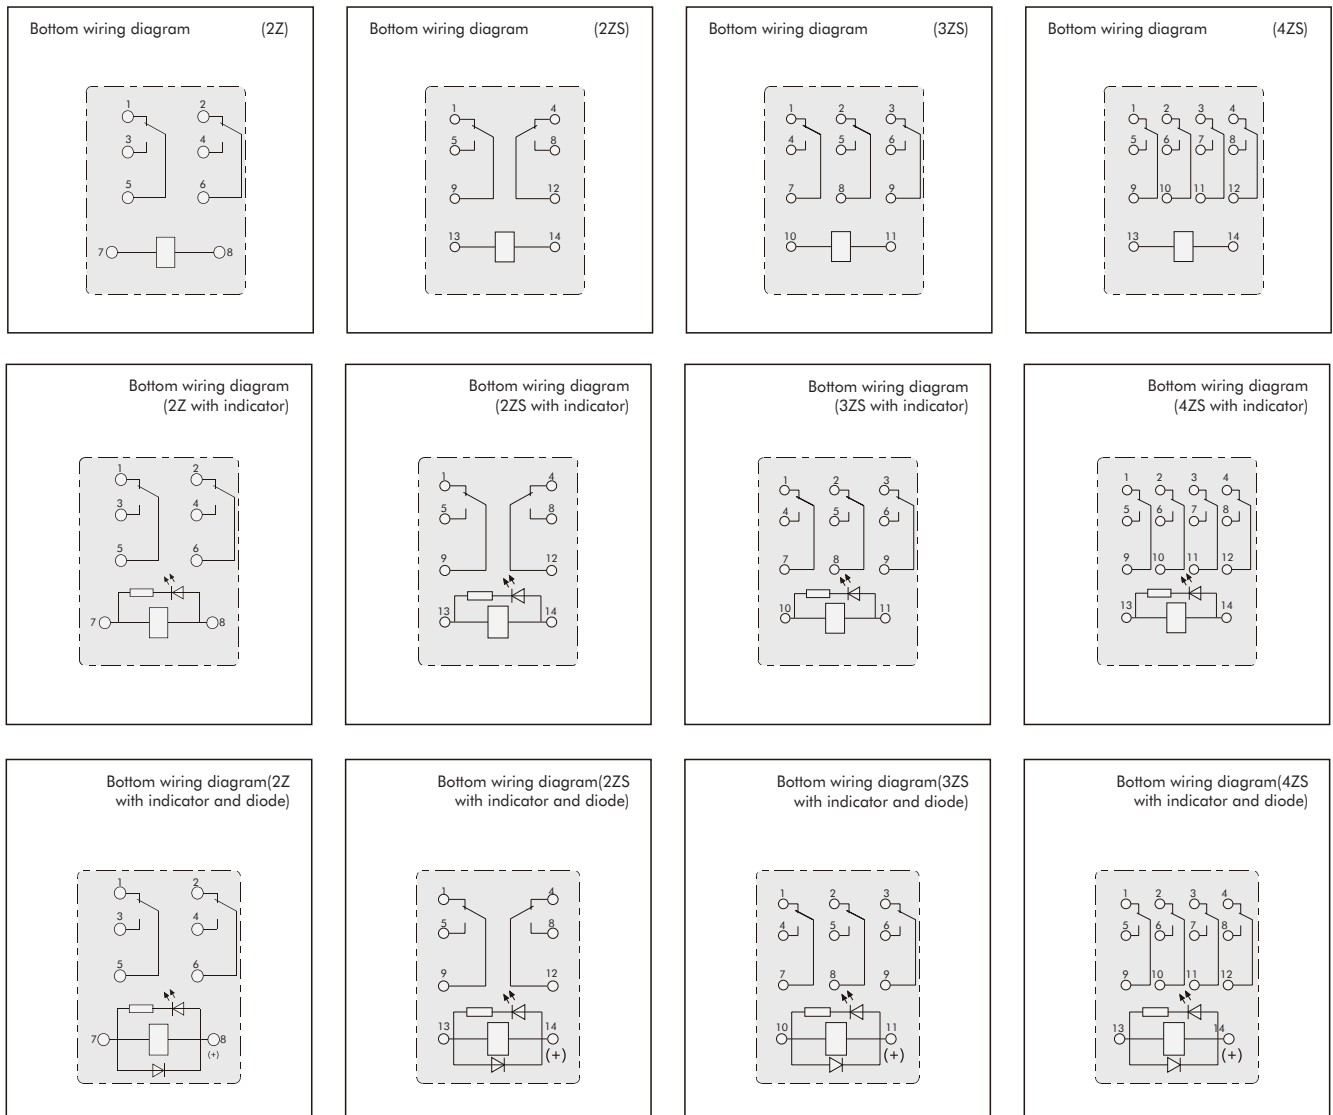 Bottom wiring diagram (2Z)
1 2
3 4
5 6
7 8
Bottom wiring diagram (2ZS)
1 4
5 8
9 12
13 14
Bottom wiring diagram (3ZS)
1 2 3
4 5 6
7 8 9
10 11
Bottom wiring diagram (4ZS)
1 2 3 4
5 6 7 8
9 10 11 12
13 14
Bottom wiring diagram
(2Z with indicator)
1 2
3 4
5 6
7 8
Bottom wiring diagram
(2ZS with indicator)
1 4
5 8
9 12
13 14
Bottom wiring diagram
(3ZS with indicator)
1 2 3
4 5 6
7 8 9
10 11
Bottom wiring diagram
(4ZS with indicator)
1 2 3 4
5 6 7 8
9 10 11 12
13 14
Bottom wiring diagram(2Z
with indicator and diode)
1 2
3 4
5 6
7 8
(+)
Bottom wiring diagram(2ZS
with indicator and diode)
1 4
5 8
9 12
13 14
(+)
Bottom wiring diagram(3ZS
with indicator and diode)
1 2 3
4 5 6
7 8 9
10 11
(+)
Bottom wiring diagram(4ZS
with indicator and diode)
1 2 3 4
5 6 7 8
9 10 11 12
13 14
(+)